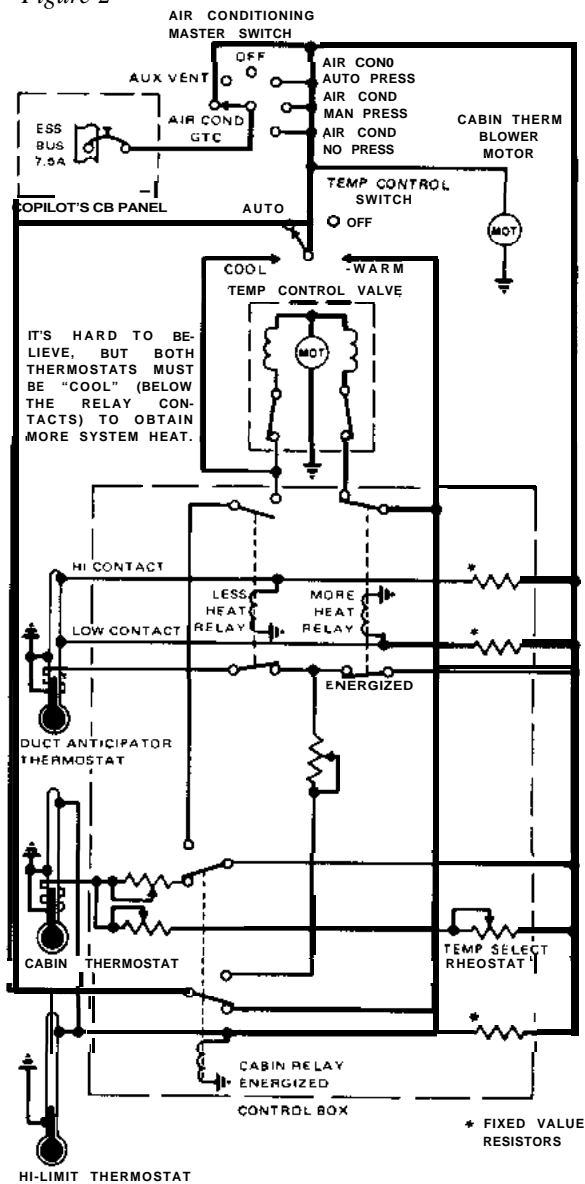 Figure 2
AIR CONDITIONING
MASTER SWITCH
OFF
AUX VENT
AIR CON0
AUTO PRESS
AIR COND
MAN PRESS
AIR COND
NO PRESS
AIR COND
GTC
ESS
BUS
7.5A
COPILOT'S CB PANEL
CABIN THERM
BLOWER
MOTOR
MOT
TEMP CONTROL
SWITCH
AUTO
OFF
COOL
-WARM
TEMP CONTROL VALVE
MOT
IT'S HARD TO BE-
LIEVE, BUT BOTH
THERMOSTATS MUST
BE "COOL" (BELOW
THE RELAY CON-
TACTS) TO OBTAIN
MORE SYSTEM HEAT.
HI CONTACT
*
LESS
HEAT
RELAY
MORE
HEAT
RELAY
LOW CONTACT
*
ENERGIZED
DUCT ANTICIPATOR
THERMOSTAT
CABIN THERMOSTAT
TEMP SELECT
RHEOSTAT
*
CABIN RELAY
ENERGIZED
CONTROL BOX
* FIXED VALUE
RESISTORS
HI-LIMIT THERMOSTAT